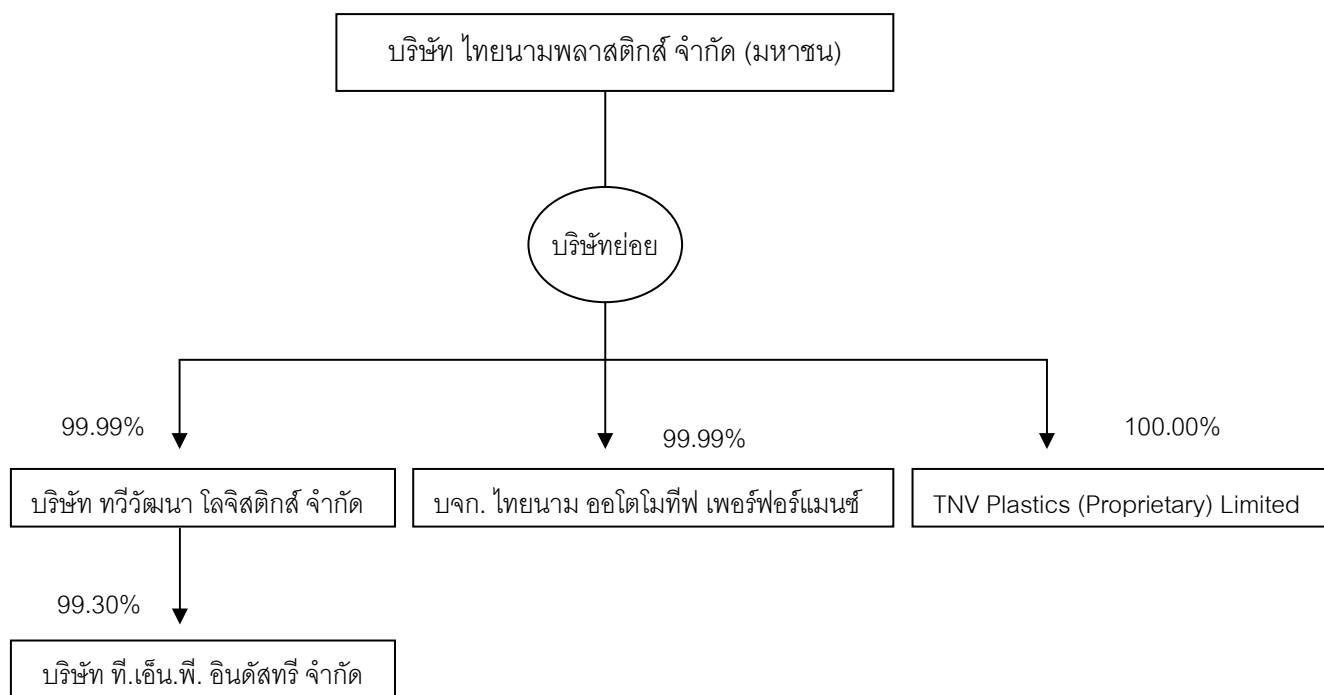 บริษัท ไทยนามพลาสติกส์ จำกัด (มหาชน)
บริษัทย่อย
99.99%
99.99%
100.00%
บริษัท ทวีวัฒนา โลจิสติกส์ จำกัด
บจก. ไทยนาม ออโตโมทีฟ เพอร์ฟอร์แมนซ์
TNV Plastics (Proprietary) Limited
99.30%
บริษัท ที.เอ็น.พี. อินดัสทรี จำกัด